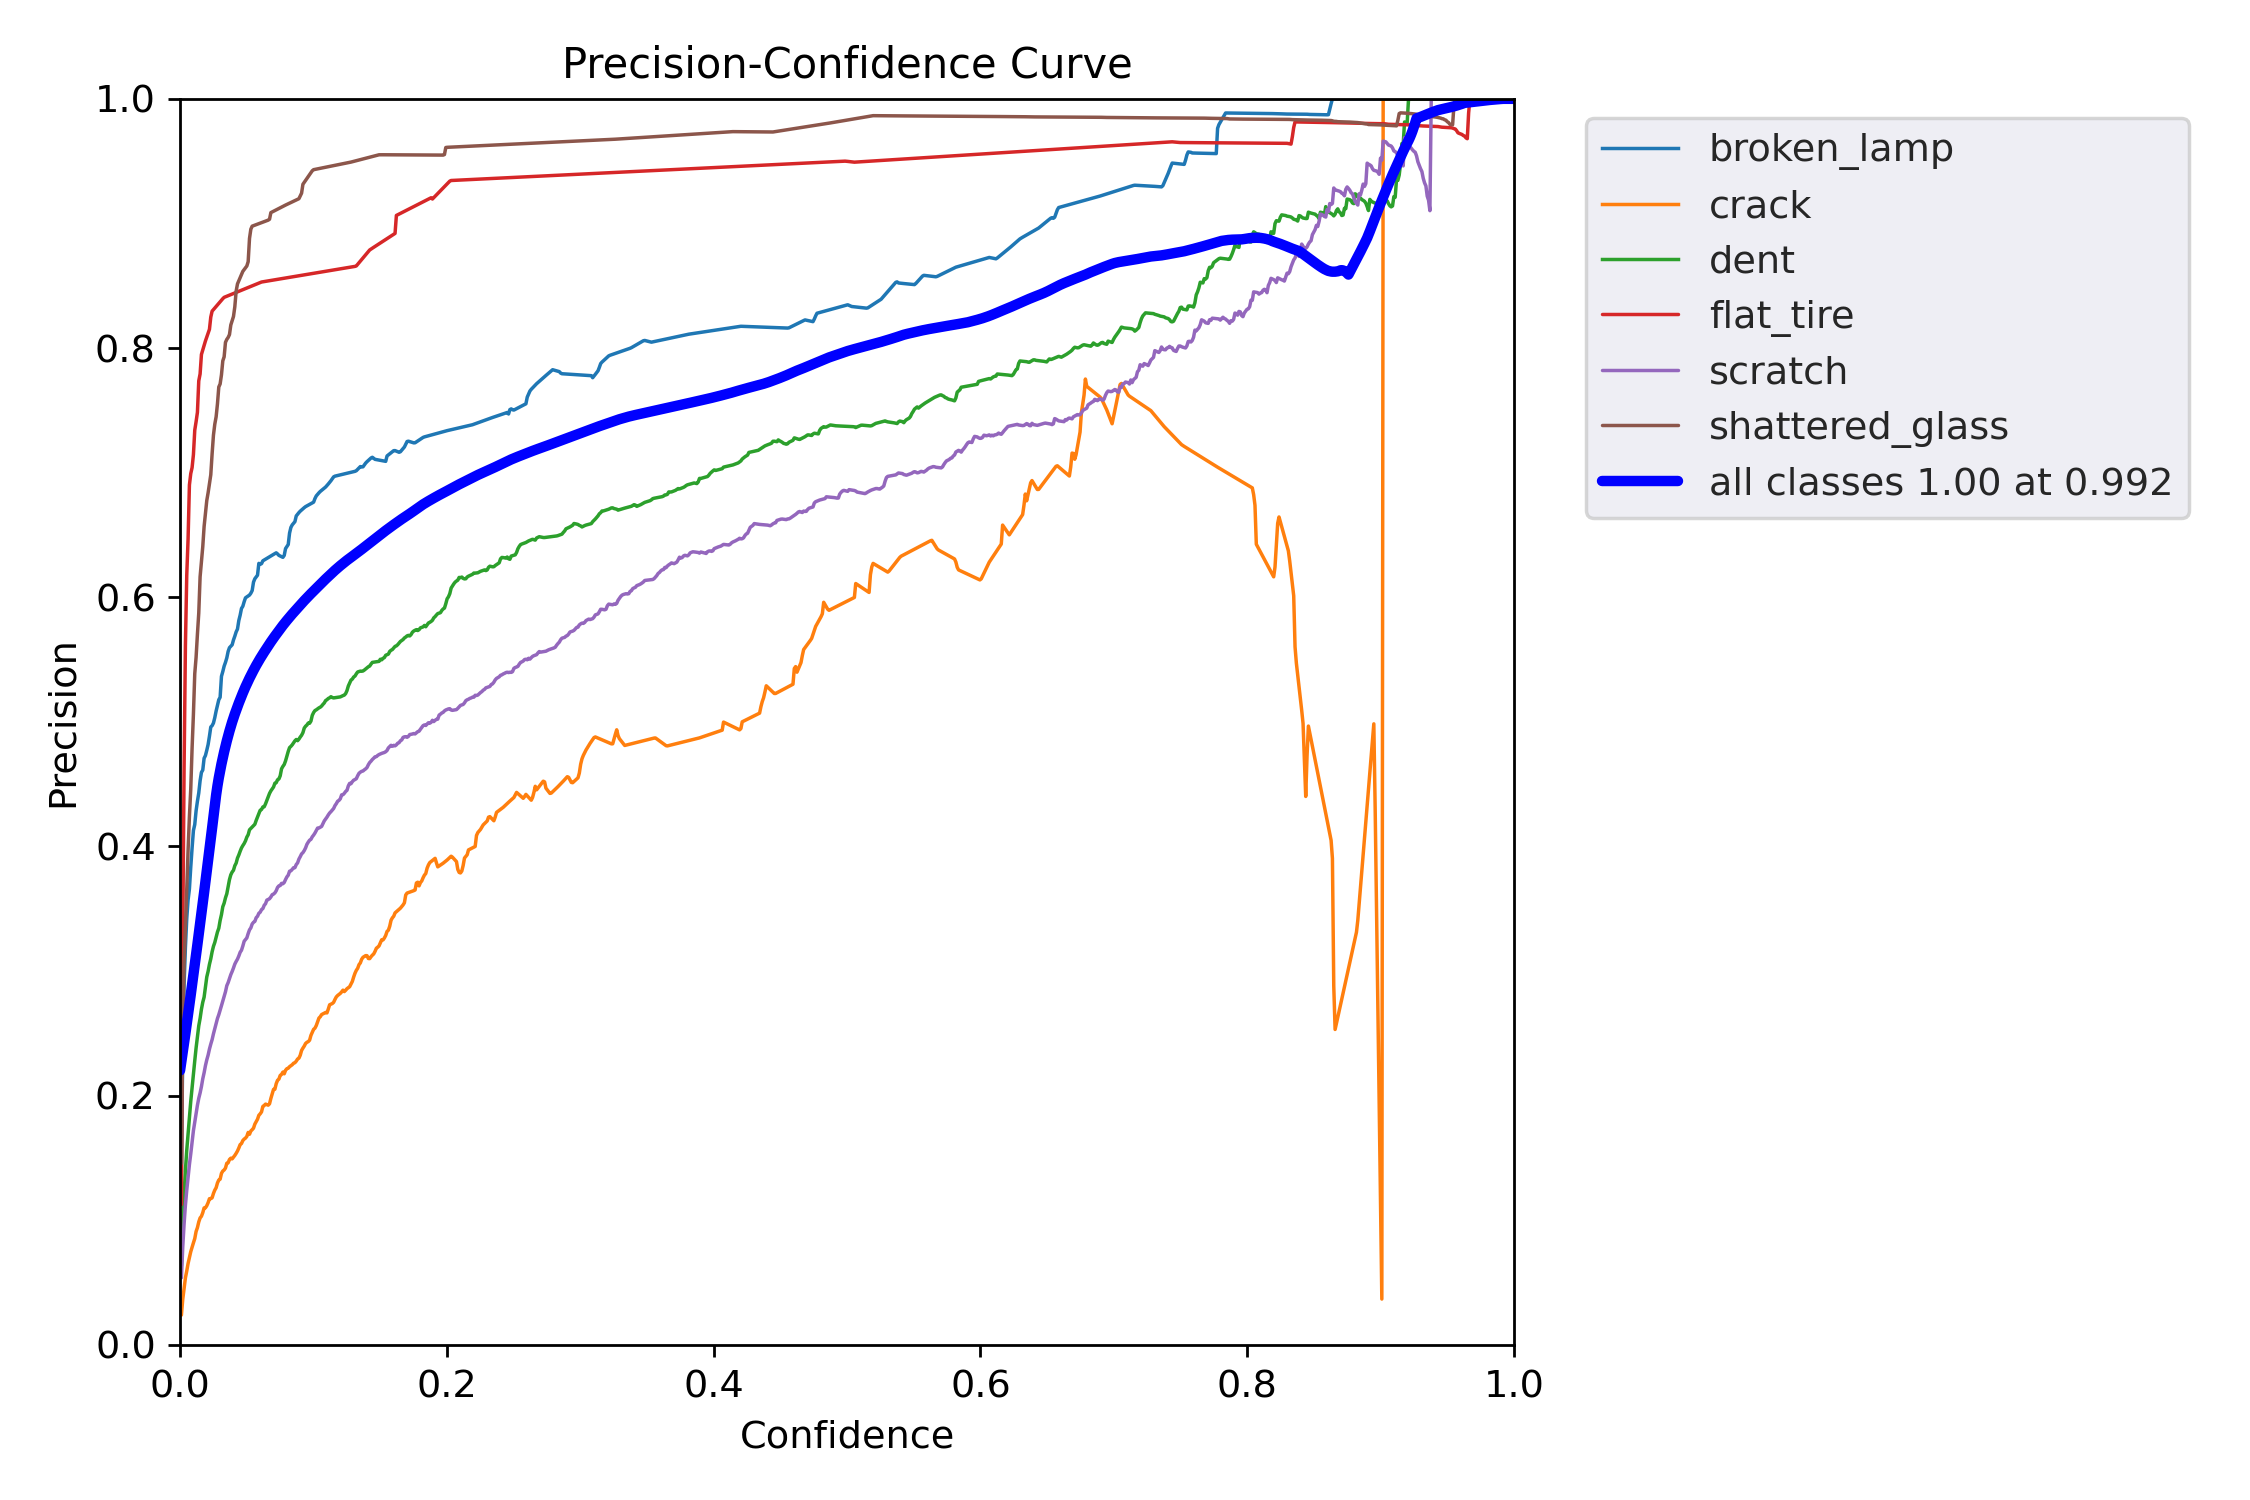 Precision-Confidence Curve
1.0
0.8
0.6
0.4
0.2
0.0
Precision
0.0 0.2 0.4 0.6 0.8 1.0
Confidence
broken_lamp
crack
dent
flat_tire
scratch
shattered_glass
all classes 1.00 at 0.992